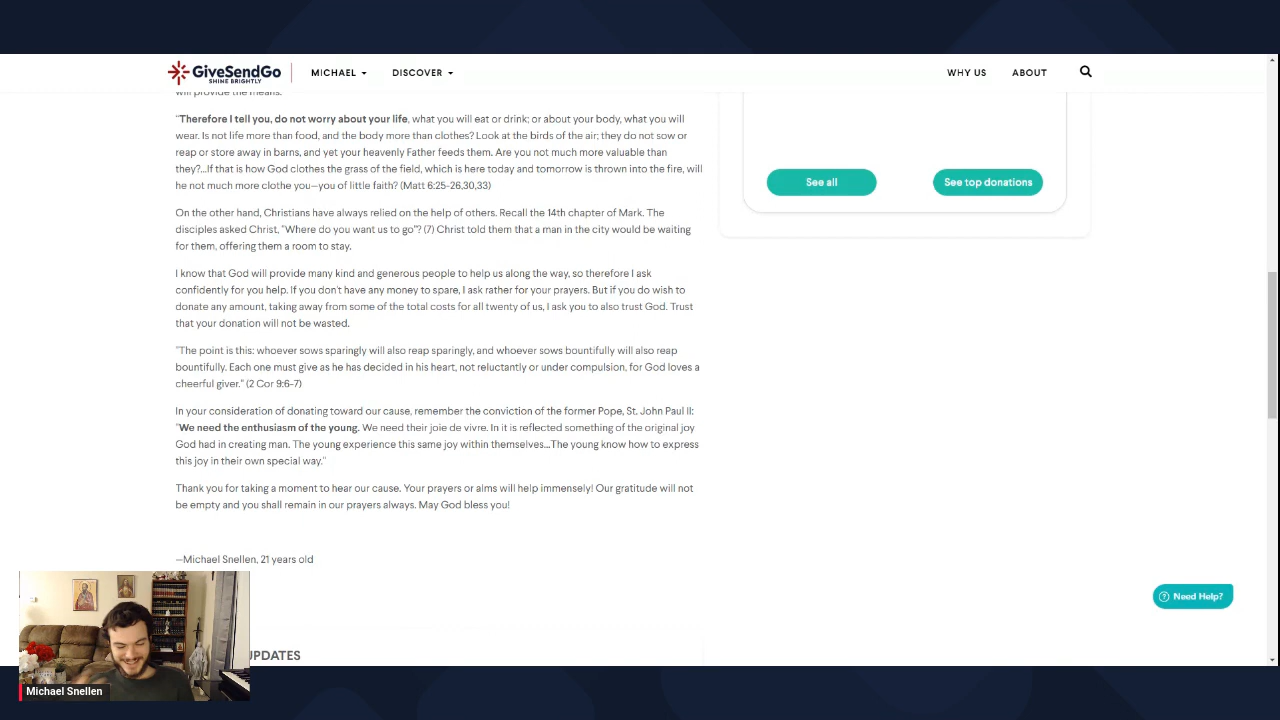 GiveSendGo
SHINE BRIGHTLY
MICHAEL
DISCOVER
WHY US
ABOUT
will provide the means.
"Therefore I tell you, do not worry about your life, what you will eat or drink; or about your body, what you will
wear. Is not life more than food, and the body more than clothes? Look at the birds of the air; they do not sow or
reap or store away in barns, and yet your heavenly Father feeds them. Are you not much more valuable than
they?...If that is how God clothes the grass of the field, which is here today and tomorrow is thrown into the fire, will
he not much more clothe you—you of little faith? (Matt 6:25-26,30,33)
On the other hand, Christians have always relied on the help of others. Recall the 14th chapter of Mark. The
disciples asked Christ, "Where do you want us to go"? (7) Christ told them that a man in the city would be waiting
for them, offering them a room to stay.
I know that God will provide many kind and generous people to help us along the way, so therefore I ask
confidently for you help. If you don't have any money to spare, I ask rather for your prayers. But if you do wish to
donate any amount, taking away from some of the total costs for all twenty of us, I ask you to also trust God. Trust
that your donation will not be wasted.
"The point is this: whoever sows sparingly will also reap sparingly, and whoever sows bountifully will also reap
bountifully. Each one must give as he has decided in his heart, not reluctantly or under compulsion, for God loves a
cheerful giver." (2 Cor 9:6-7)
In your consideration of donating toward our cause, remember the conviction of the former Pope, St. John Paul II:
"We need the enthusiasm of the young. We need their joie de vivre. In it is reflected something of the original joy
God had in creating man. The young experience this same joy within themselves...The young know how to express
this joy in their own special way."
Thank you for taking a moment to hear our cause. Your prayers or alms will help immensely! Our gratitude will not
be empty and you shall remain in our prayers always. May God bless you!
—Michael Snellen, 21 years old
UPDATES
See all
See top donations
Need Help?
Michael Snellen